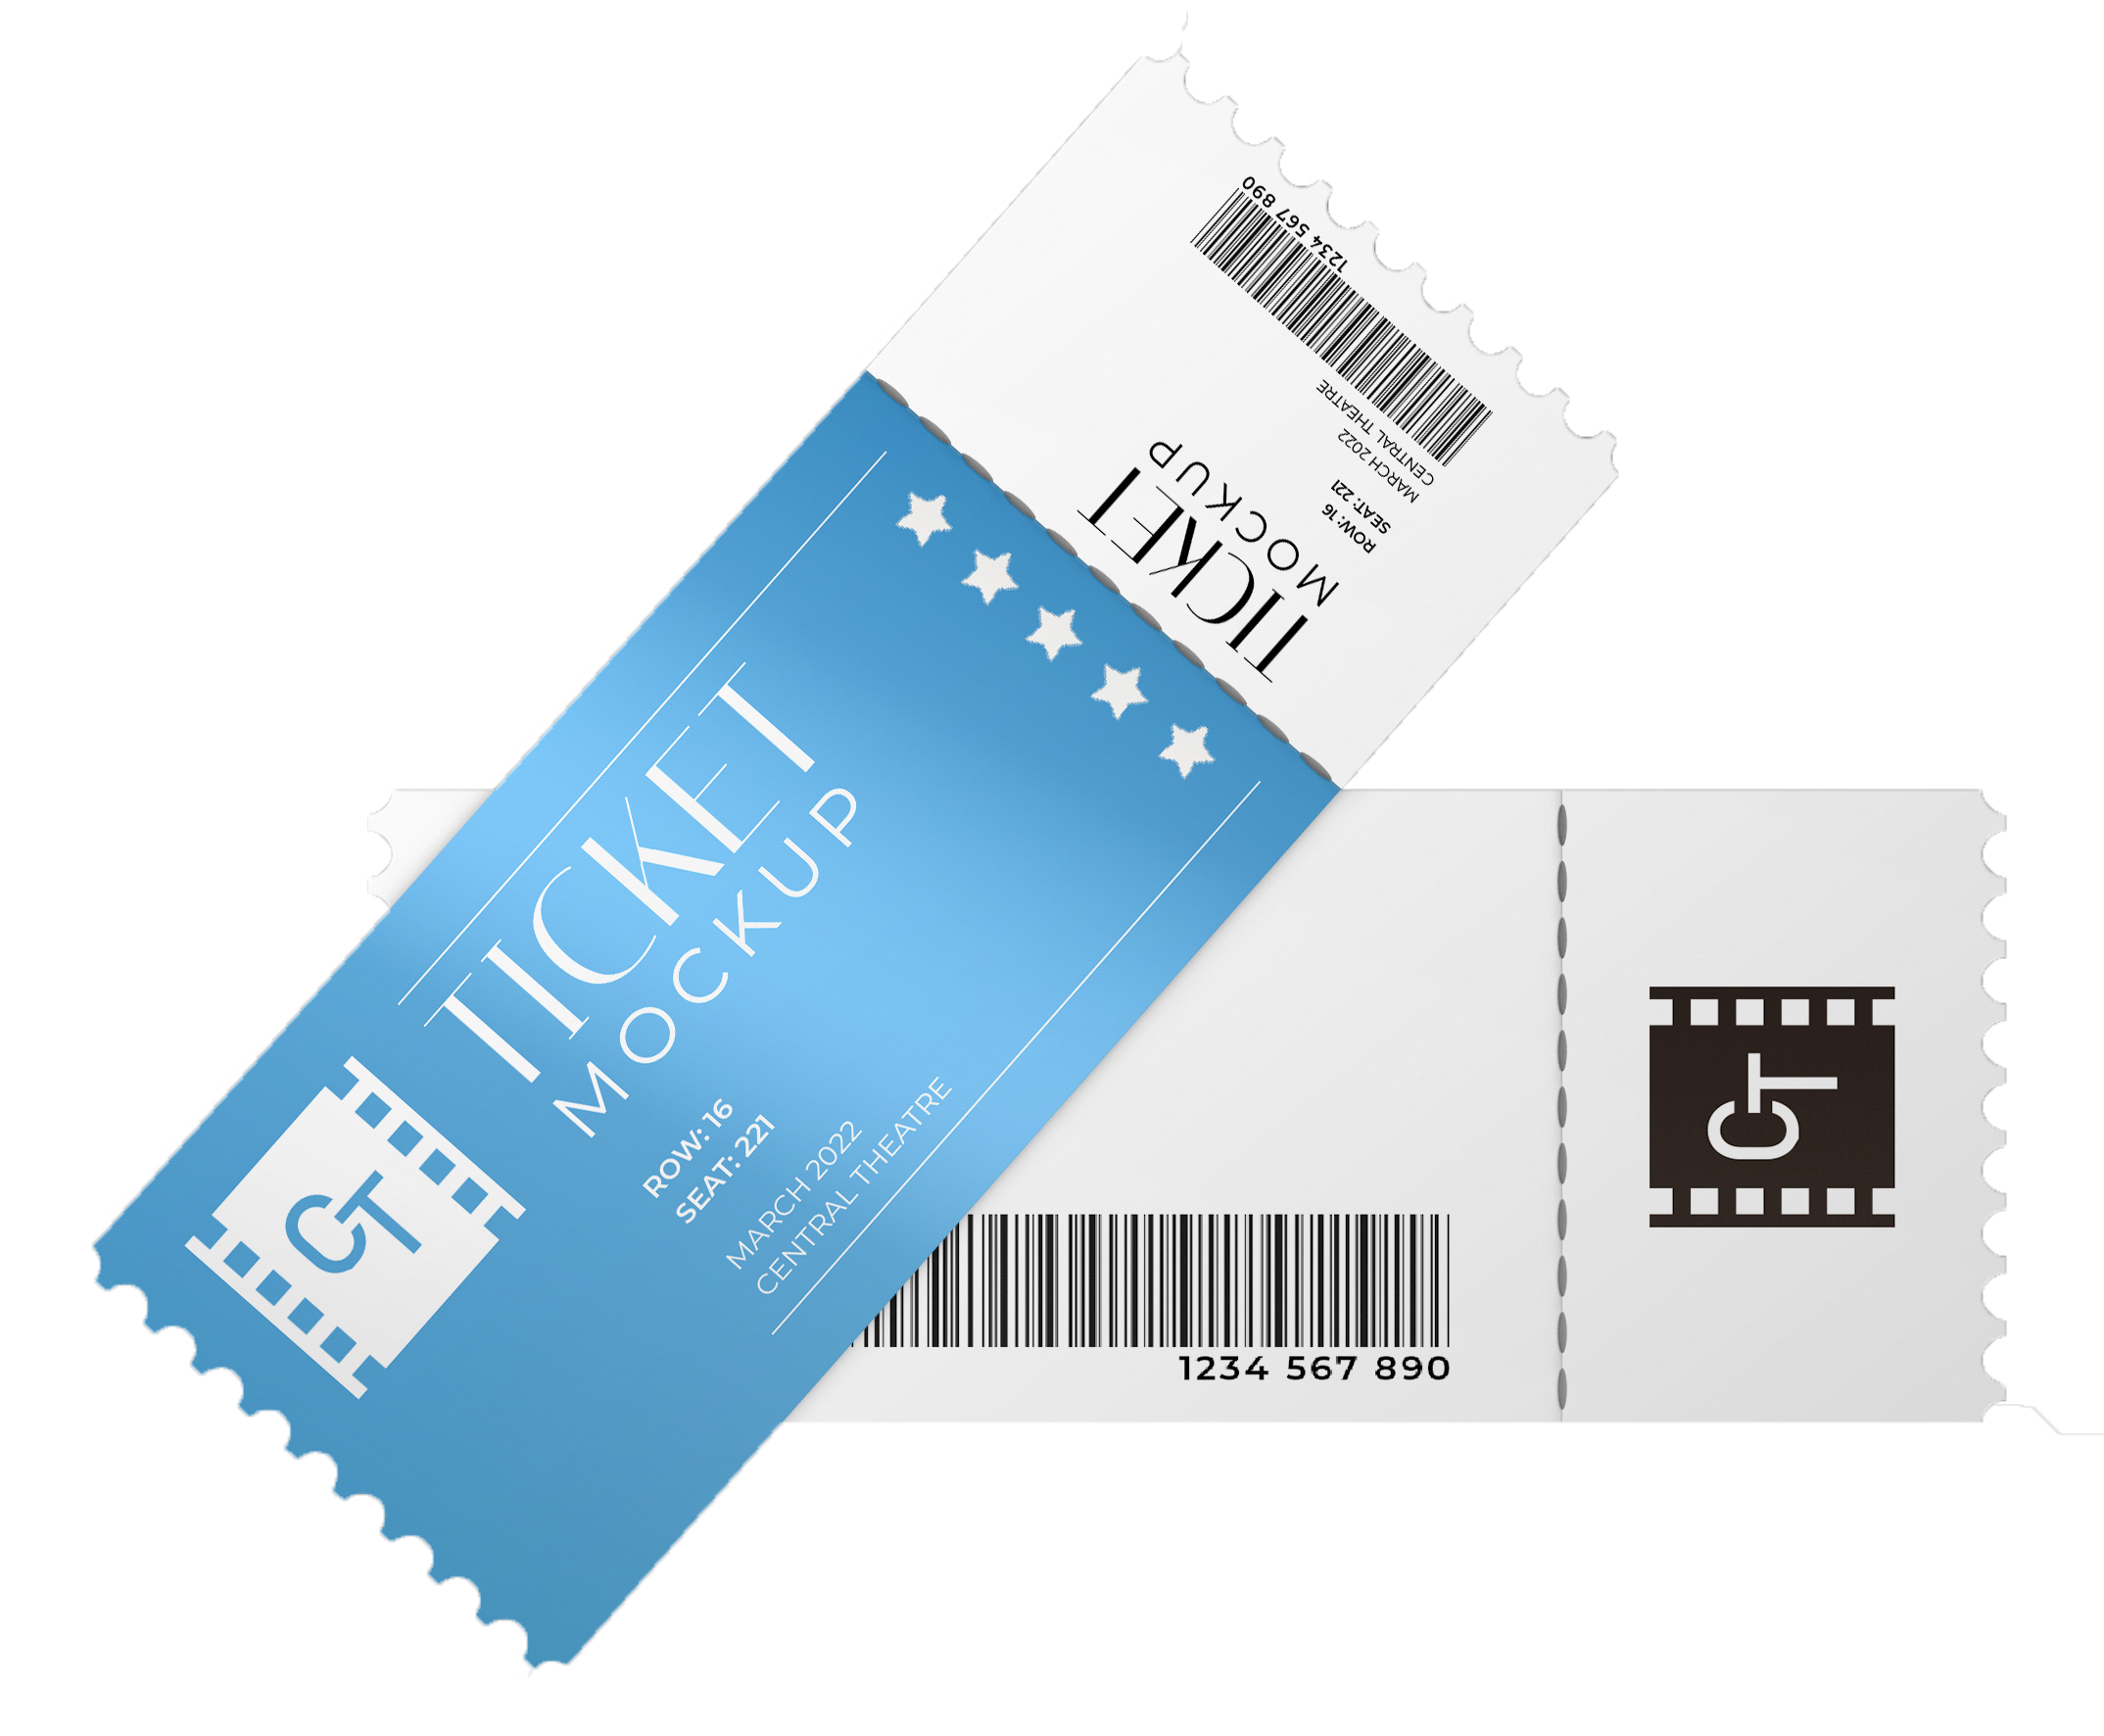 CT
TICKET
MOCKUP
ROW: 16
SEAT: 221
MARCH 2022
CENTRAL THEATRE
TICKET
MOCKUP
ROW: 16
SEAT: 221
MARCH 2022
CENTRAL THEATRE
1234 567 890
1234 567 890
CT